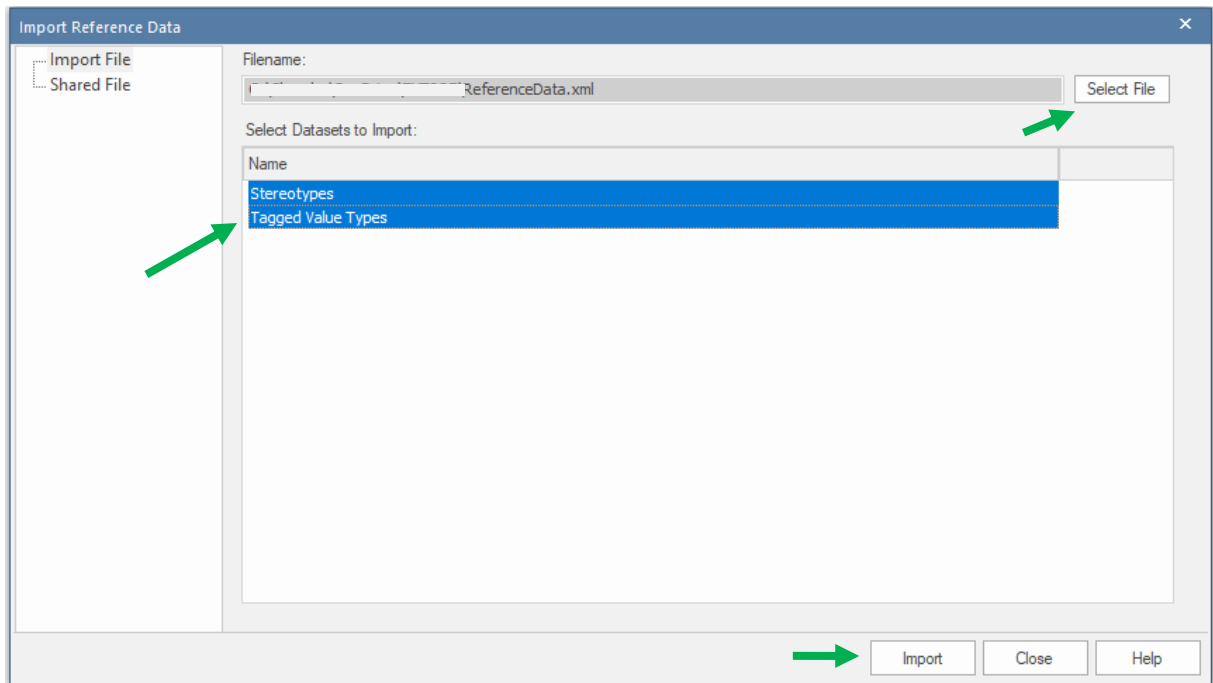 Import Reference Data
Import File
Shared File
Filename:
ReferenceData.xml
Select File
Select Datasets to Import:
Name
Stereotypes
Tagged Value Types
Import
Close
Help